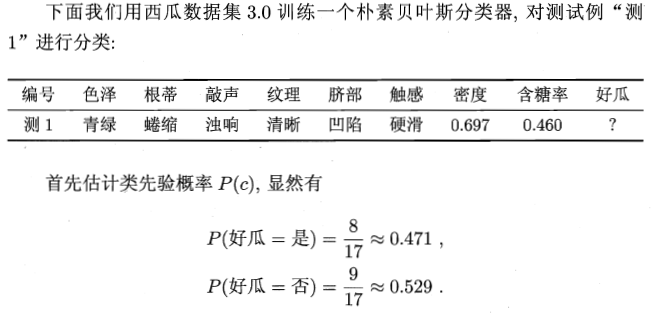 下面我们用西瓜数据集 3.0 训练一个朴素贝叶斯分类器, 对测试例“测
1”进行分类:
编号 色泽 根蒂 敲声 纹理 脐部 触感 密度 含糖率 好瓜
测 1 青绿 蜷缩 浊响 清晰 凹陷 硬滑 0.697 0.460 ?
首先估计类先验概率 P(c), 显然有
P(好瓜 = 是) = 8/17 ≈ 0.471 ,
P(好瓜 = 否) = 9/17 ≈ 0.529 .